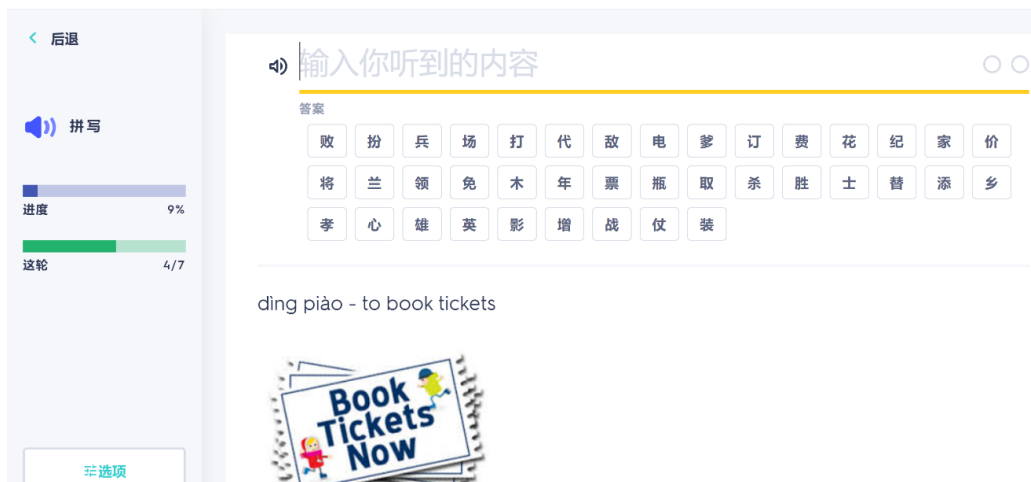 后退
输入你听到的内容
答案
拼写
败 扮 兵 场 打 代 敌 电 爹 订 费 花 纪 家 价
将 兰 领 免 木 年 票 瓶 取 杀 胜 士 替 添 乡
孝 心 雄 英 影 增 战 仗 装
进度 9%
这轮 4/7
dìng piào - to book tickets
Book
Tickets
Now
选项